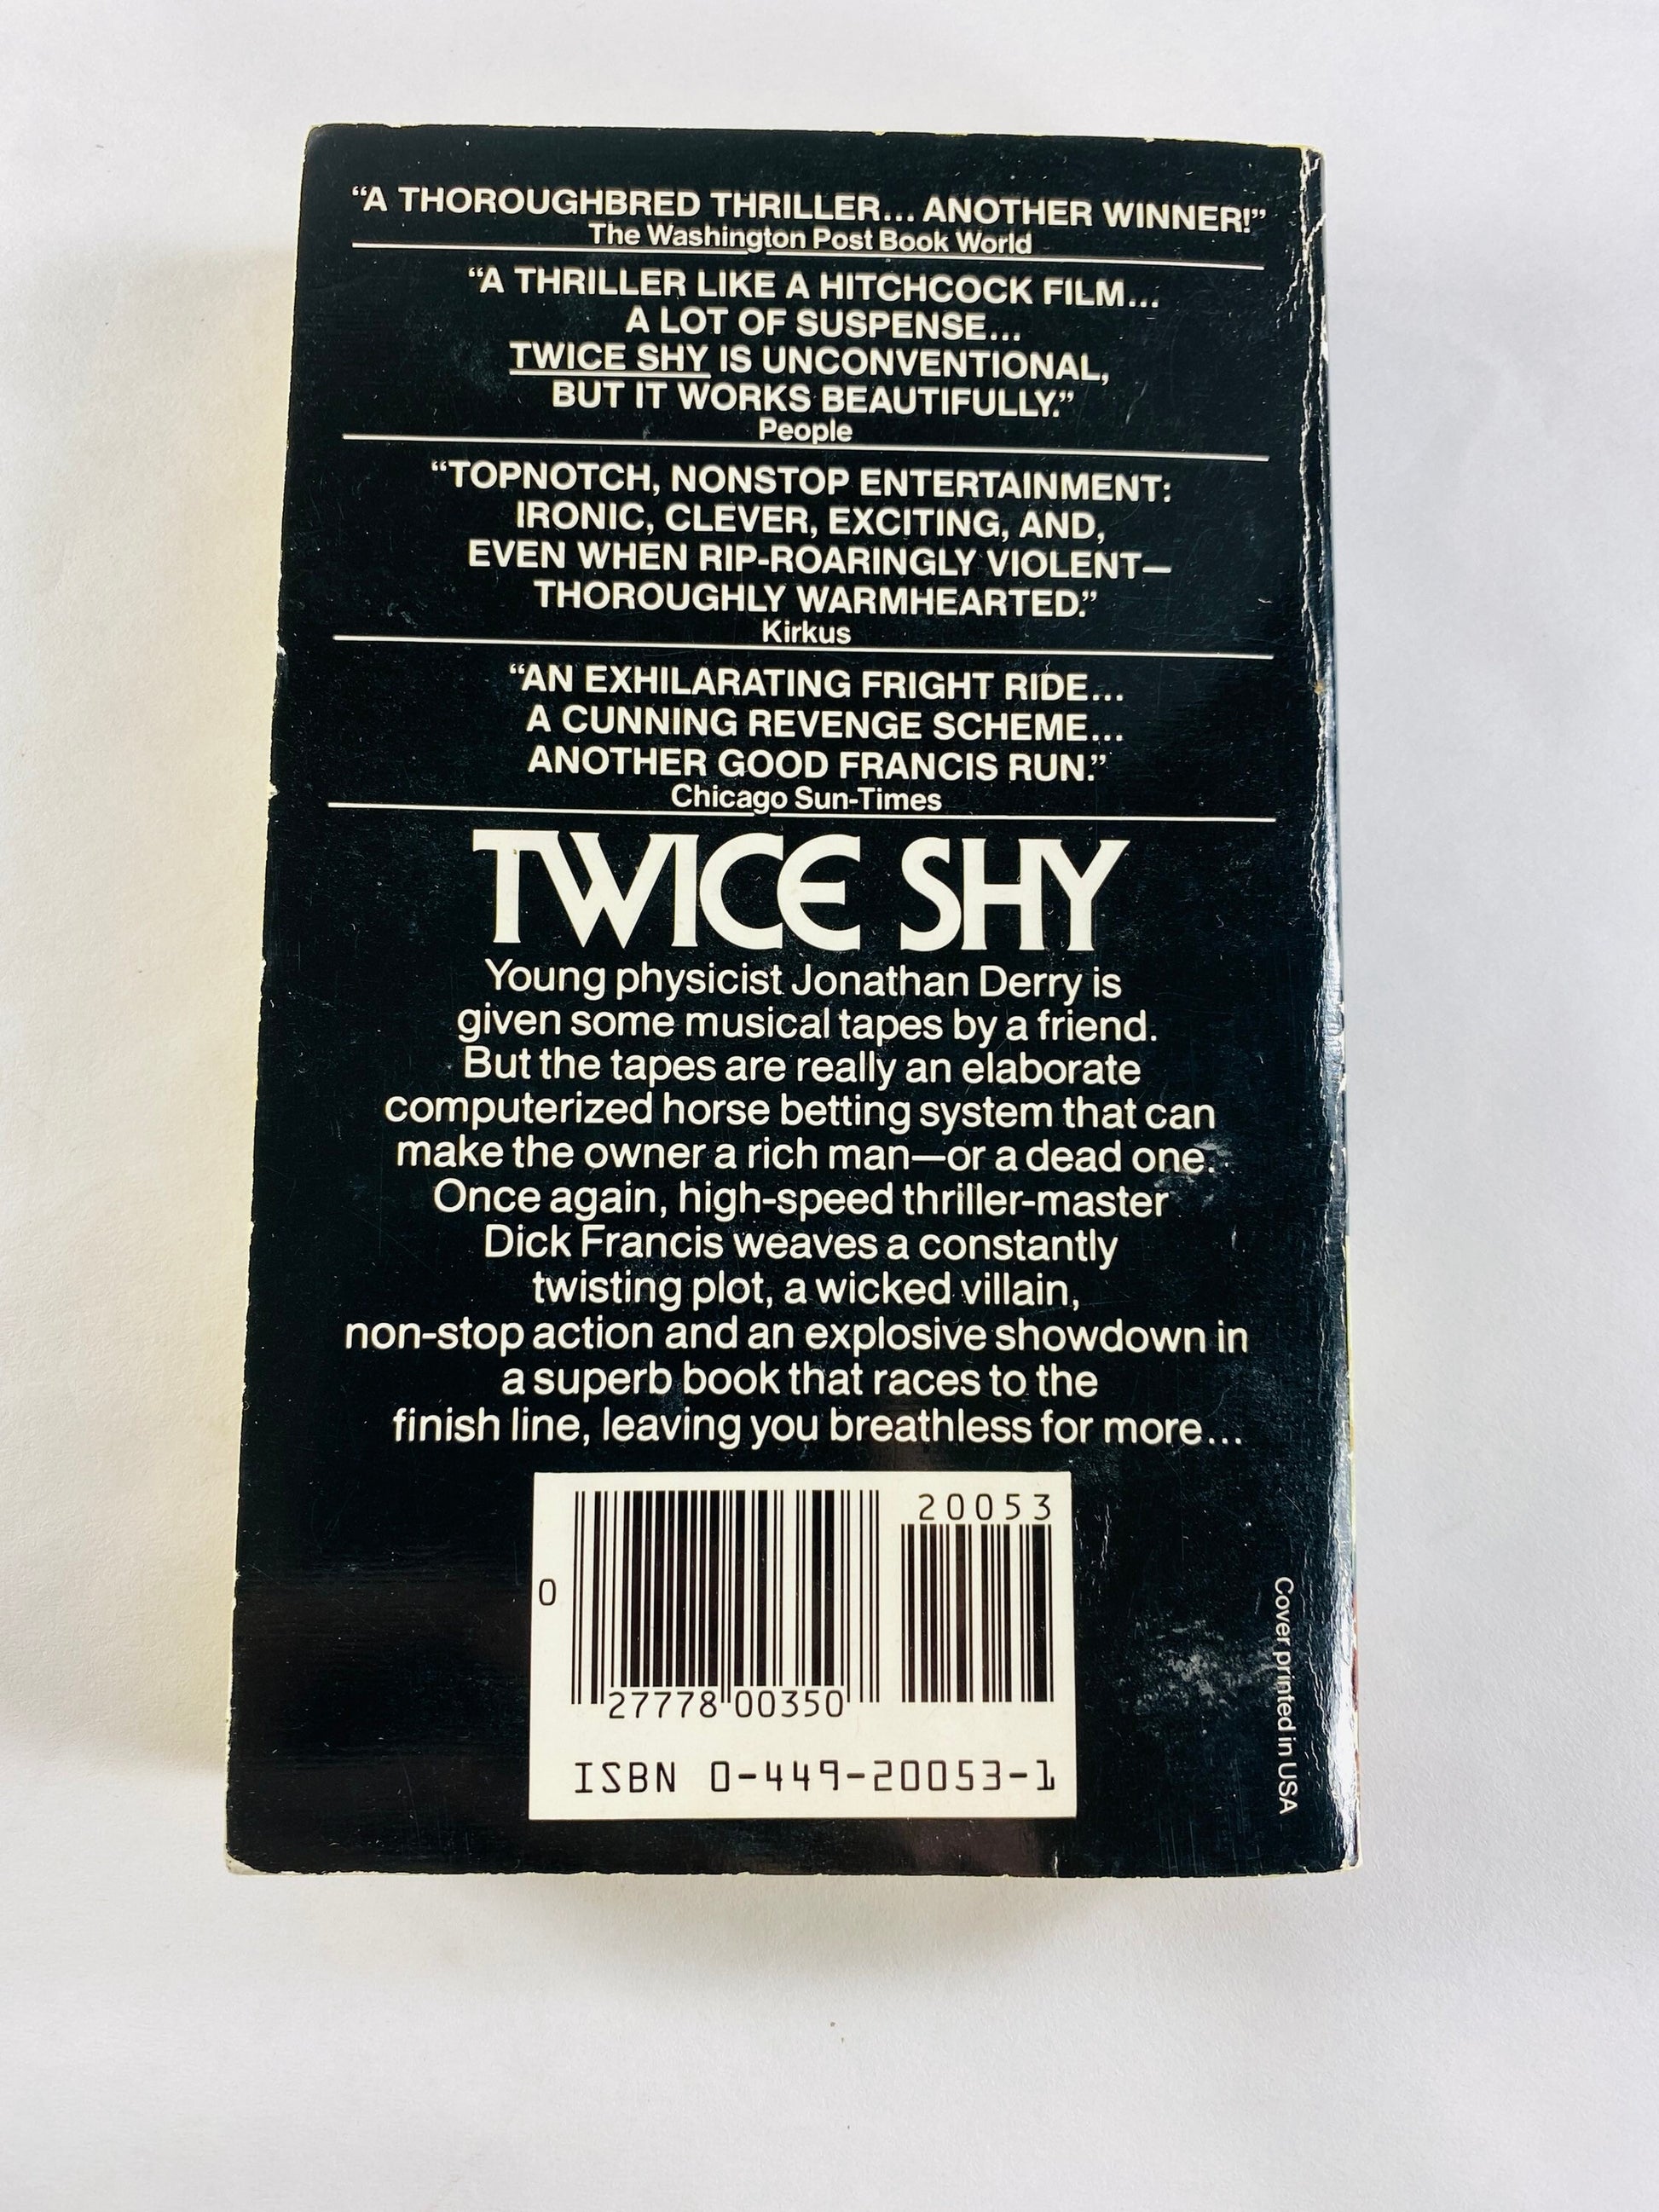 “A THOROUGHBRED THRILLER... ANOTHER WINNER!”
The Washington Post Book World
“A THRILLER LIKE A HITCHCOCK FILM...
A LOT OF SUSPENSE...
TWICE SHY IS UNCONVENTIONAL,
BUT IT WORKS BEAUTIFULLY.”
People
“TOPNOTCH, NONSTOP ENTERTAINMENT:
IRONIC, CLEVER, EXCITING, AND,
EVEN WHEN RIP-ROARINGLY VIOLENT—
THOROUGHLY WARMHEARTED.”
Kirkus
“AN EXHILARATING FRIGHT RIDE...
A CUNNING REVENGE SCHEME...
ANOTHER GOOD FRANCIS RUN.”
Chicago Sun-Times
TWICE SHY
Young physicist Jonathan Derry is
given some musical tapes by a friend.
But the tapes are really an elaborate
computerized horse betting system that can
make the owner a rich man—or a dead one.
Once again, high-speed thriller-master
Dick Francis weaves a constantly
twisting plot, a wicked villain,
non-stop action and an explosive showdown in
a superb book that races to the
finish line, leaving you breathless for more...
20053
0
27778 00350
ISBN 0-449-20053-1
Cover printed in USA